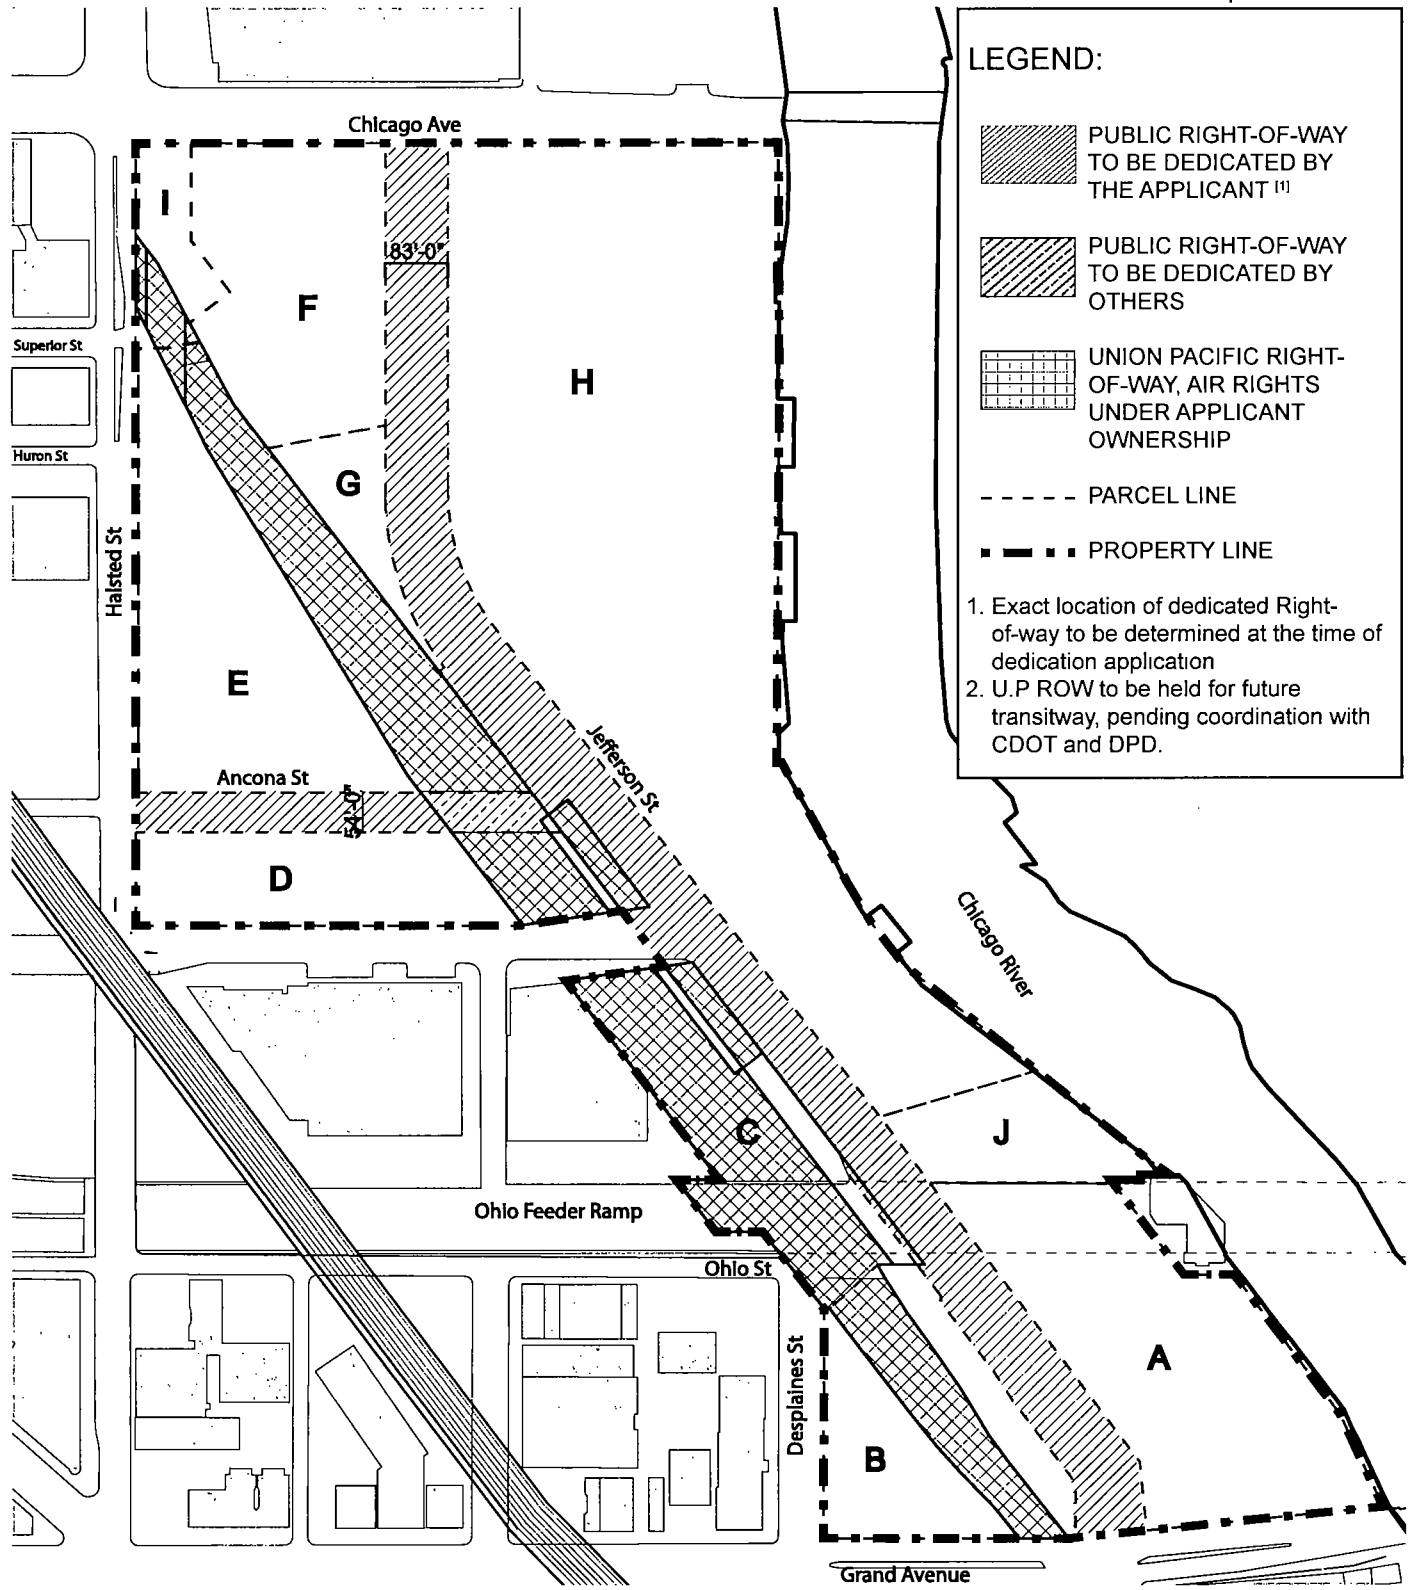 LEGEND:
PUBLIC RIGHT-OF-WAY
TO BE DEDICATED BY
THE APPLICANT [1]
PUBLIC RIGHT-OF-WAY
TO BE DEDICATED BY
OTHERS
UNION PACIFIC RIGHT-
OF-WAY, AIR RIGHTS
UNDER APPLICANT
OWNERSHIP
PARCEL LINE
PROPERTY LINE
1. Exact location of dedicated Right-
of-way to be determined at the time of
dedication application
2. U.P ROW to be held for future
transitway, pending coordination with
CDOT and DPD.
Chicago Ave
I
83'-0"
F
Superior St
H
Huron St
G
Halsted St
E
Jefferson St
Ancona St
54'-0"
D
Chicago River
C
J
Ohio Feeder Ramp
Ohio St
A
Desplaines St
B
Grand Avenue